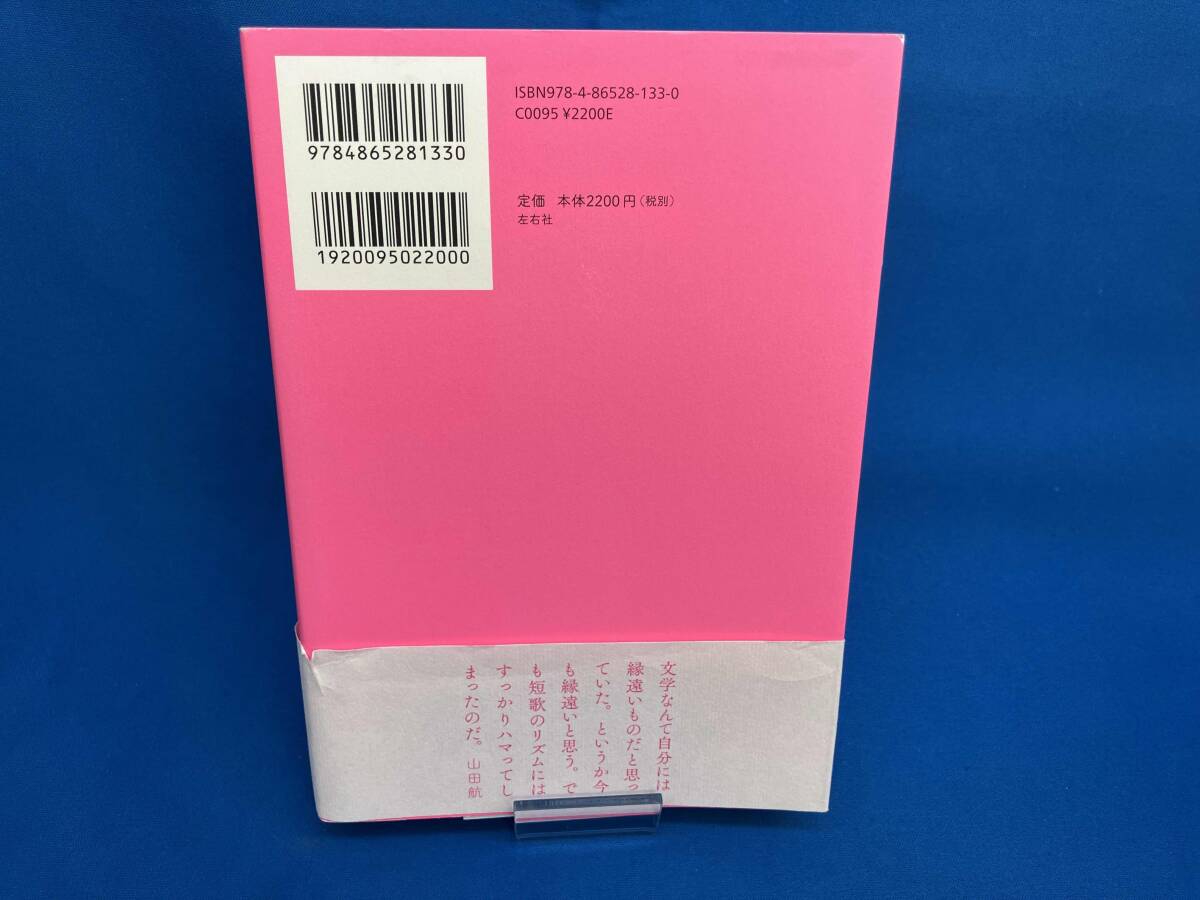 ISBN978-4-86528-133-0
C0095 ¥2200E
9784865281330
定価 本体2200円(税別)
左右社
1920095022000
文学なんて自分には
縁遠いものだと思っ
ていた。というか今
も縁遠いと思う。で
も短歌のリズムには
すっかりハマってし
まったのだ。山田航